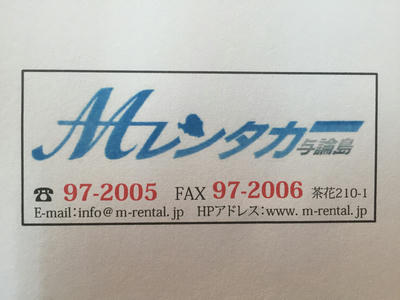 Mレンタカー与論島
☎ 97-2005 FAX 97-2006 茶花210-1
E-mail:info@m-rental.jp HPアドレス:www.m-rental.jp